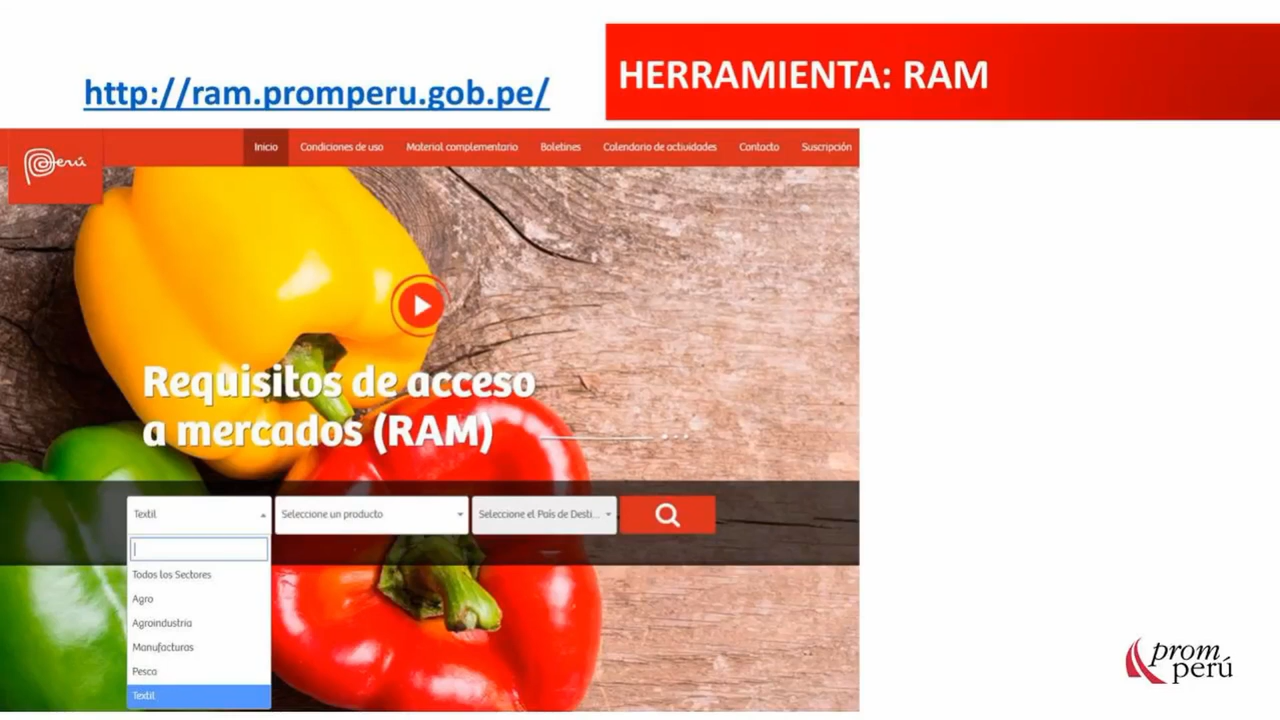 HERRAMIENTA: RAM
http://ram.promperu.gob.pe/
Perú
Inicio Condiciones de uso Material complementario Boletines Calendario de actividades Contacto Suscripción
Requisitos de acceso
a mercados (RAM)
Textil Seleccione un producto Seleccione el País de Desti...
Todos los Sectores
Agro
Agroindustria
Manufacturas
Pesca
Textil
prom
perú